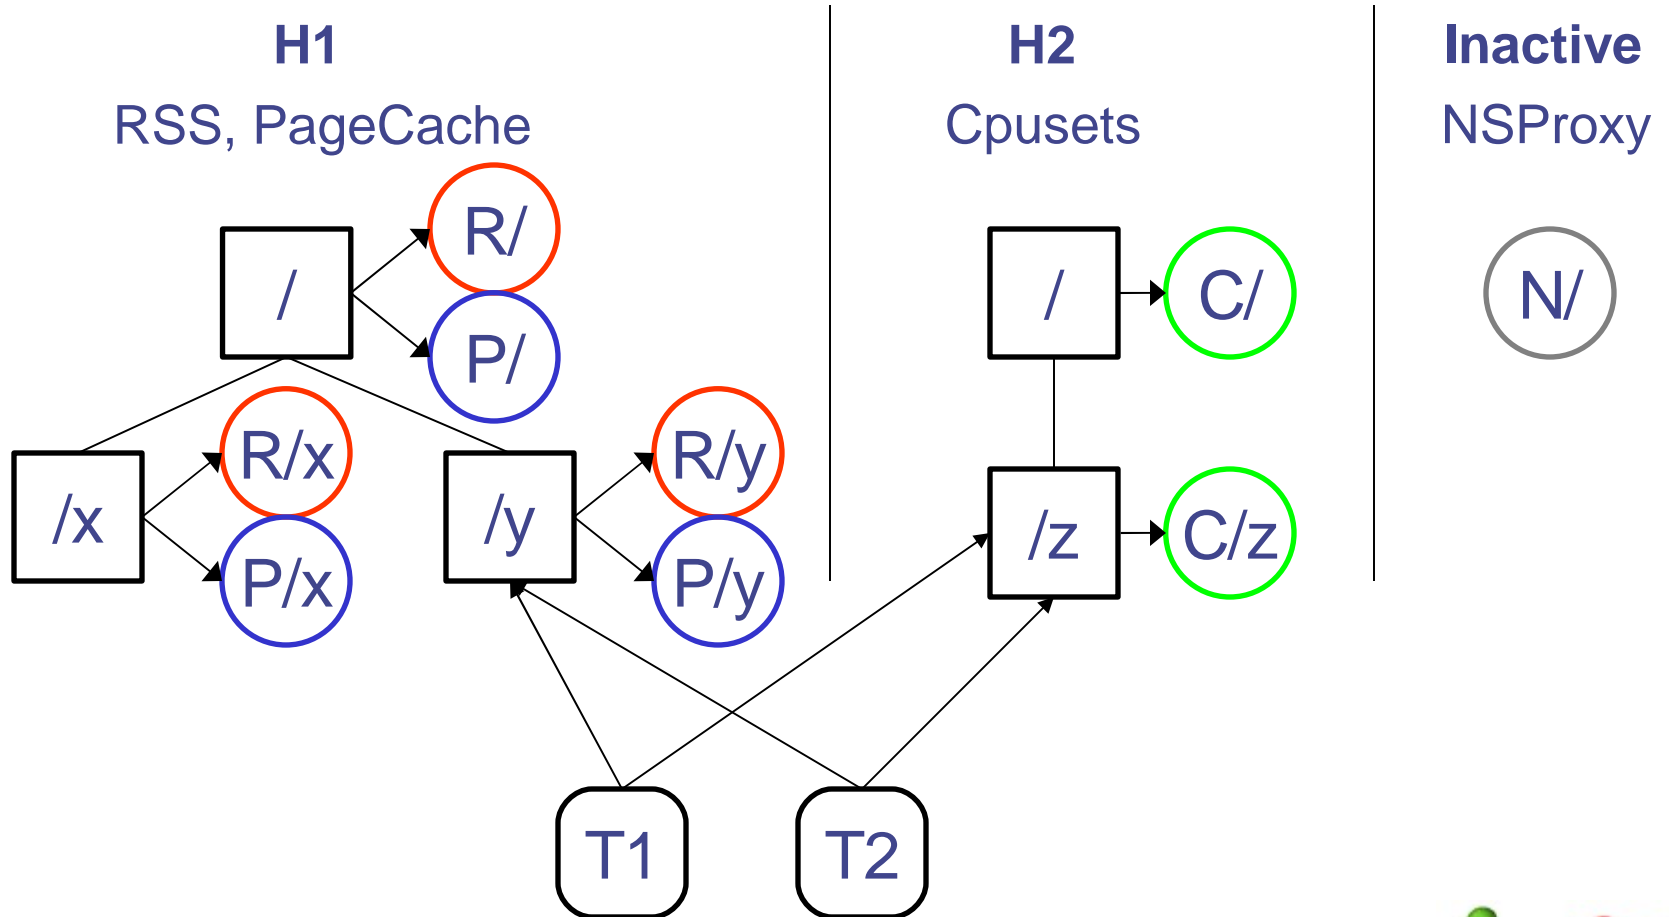 H1
H2
Inactive
RSS, PageCache
Cpusets
NSProxy
R/
/
P/
/
C/
N/
R/x
/x
P/x
R/y
/y
P/y
/z
C/z
T1
T2